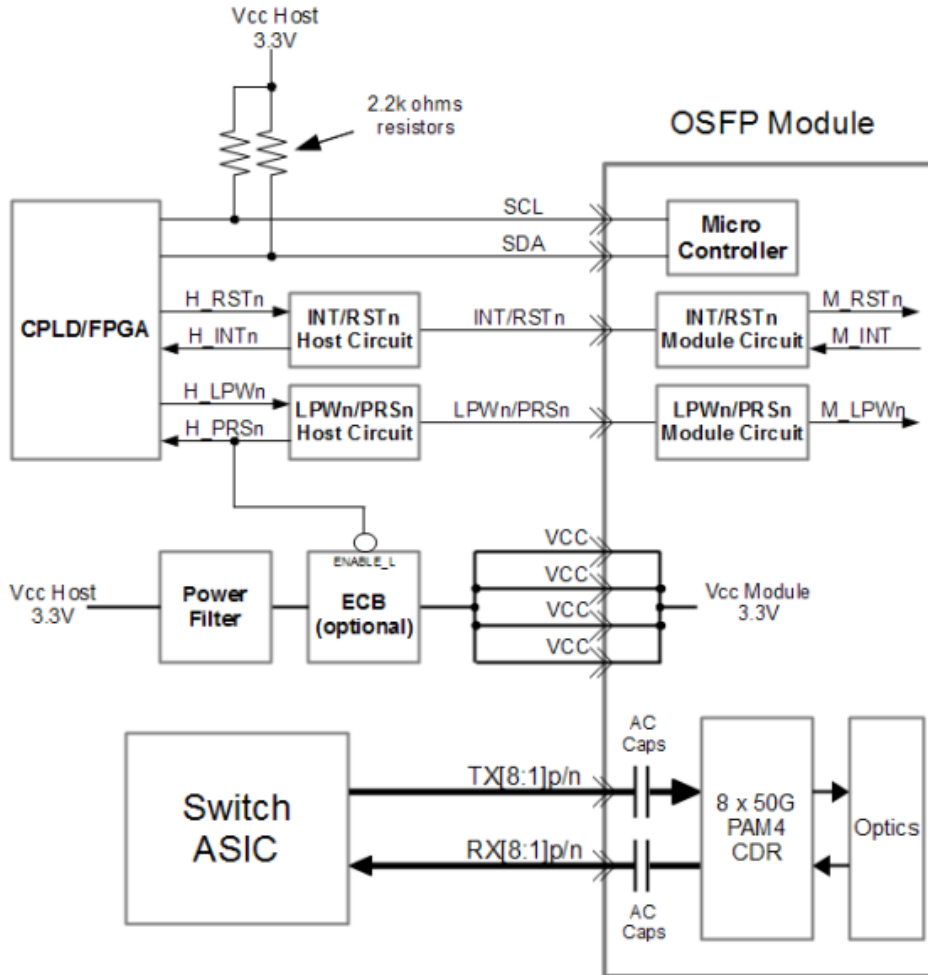 Vcc Host
3.3V
2.2k ohms
resistors
OSFP Module
SCL
SDA
Micro
Controller
CPLD/FPGA
H_RSTn
H_INTn
INT/RSTn
Host Circuit
INT/RSTn
INT/RSTn
Module Circuit
M_RSTn
M_INT
H_LPWn
H_PRSn
LPWn/PRSn
Host Circuit
LPWn/PRSn
LPWn/PRSn
Module Circuit
M_LPWn
Vcc Host
3.3V
Power
Filter
ENABLE_L
ECB
(optional)
VCC
VCC
VCC
VCC
Vcc Module
3.3V
Switch
ASIC
TX[8:1]p/n
RX[8:1]p/n
AC
Caps
AC
Caps
8 x 50G
PAM4
CDR
Optics